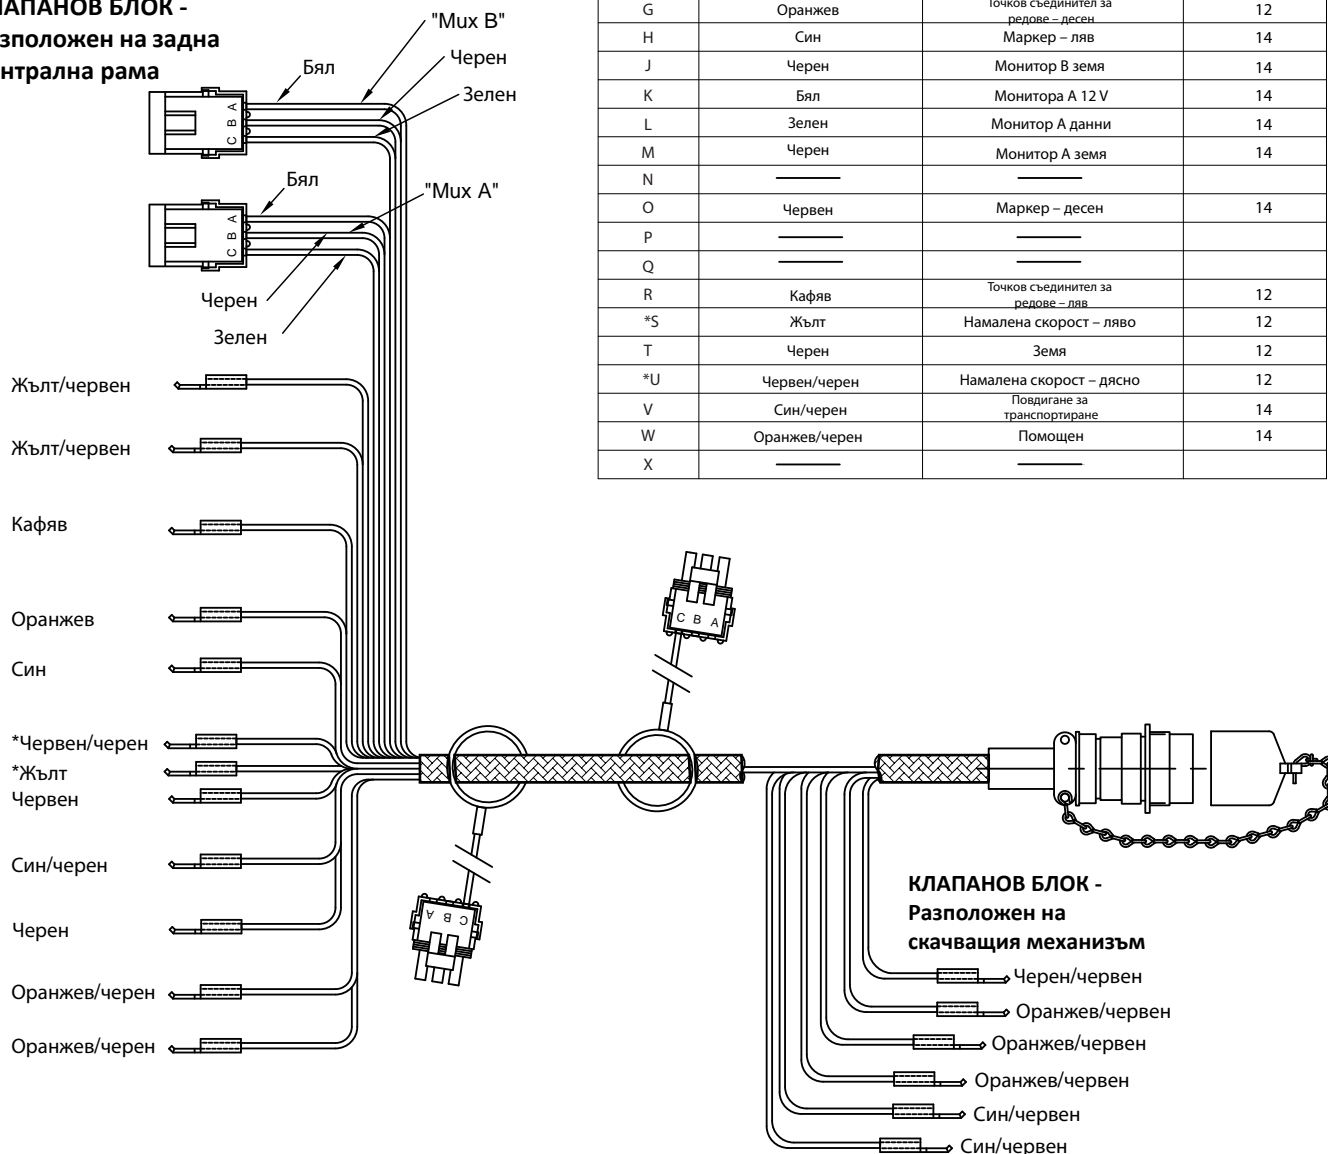 АПАНОВ БЛОК -
зположен на задна
нтрална рама
"Mux B"
Черен
Зелен
Бял
A
B
C
Бял
"Mux A"
A
B
C
Черен
Зелен
G Оранжев Точков съединител за редове – десен 12
H Син Маркер – ляв 14
J Черен Монитор B земя 14
K Бял Монитора A 12 V 14
L Зелен Монитор A данни 14
M Черен Монитор A земя 14
N
O Червен Маркер – десен 14
P
Q
R Кафяв Точков съединител за редове – ляв 12
*S Жълт Намалена скорост – ляво 12
T Черен Земя 12
*U Червен/черен Намалена скорост – дясно 12
V Син/черен Повдигане за транспортиране 14
W Оранжев/черен Помощен 14
X
Жълт/червен
Жълт/червен
Кафяв
Оранжев
Син
*Червен/черен
*Жълт
Червен
Син/черен
Черен
Оранжев/черен
Оранжев/черен
C B A
C B A
КЛАПАНОВ БЛОК -
Разположен на
скачващия механизъм
Черен/червен
Оранжев/червен
Оранжев/червен
Оранжев/червен
Син/червен
Син/червен